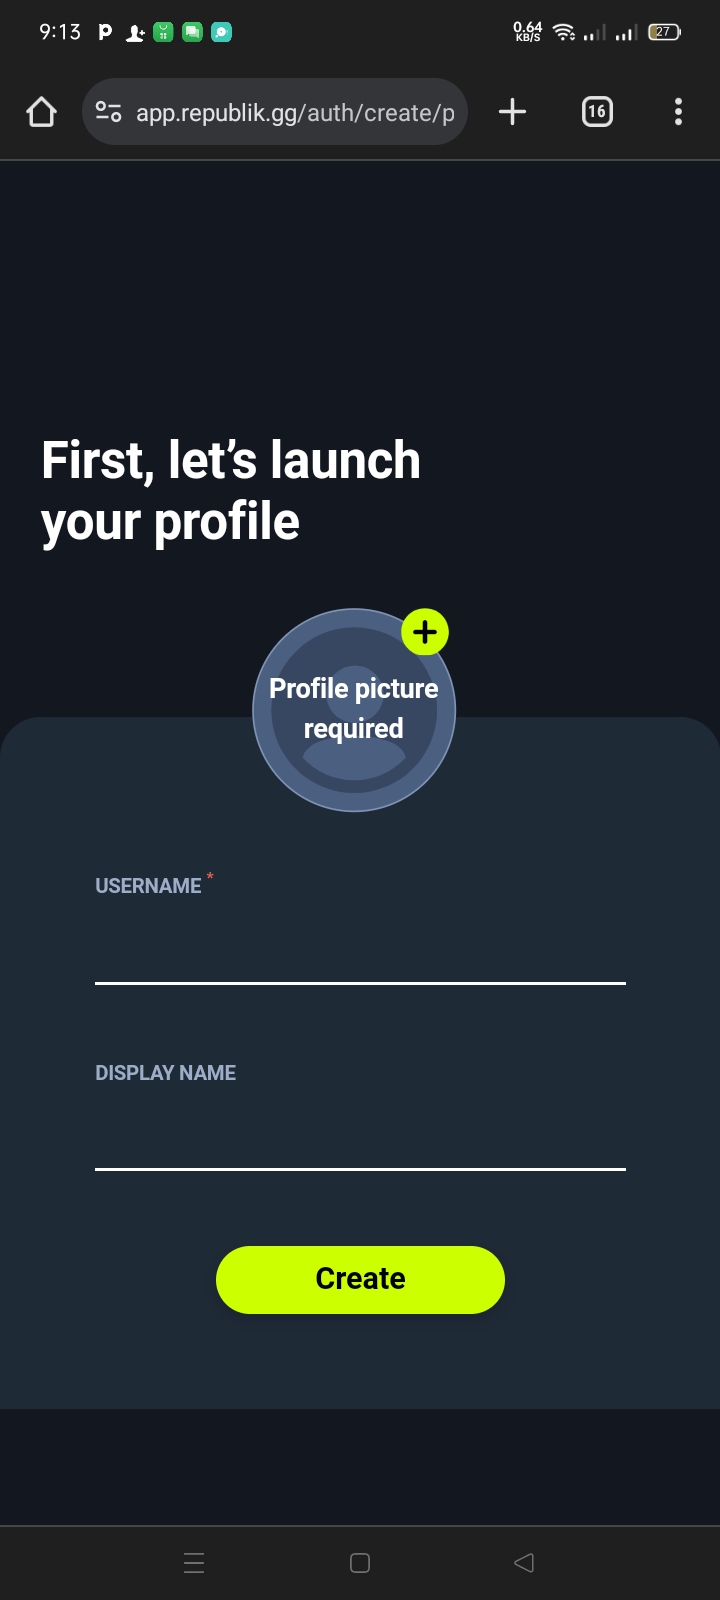 9:13
0.64
KB/S
27
app.republik.gg/auth/create/p
16
First, let’s launch
your profile
Profile picture
required
USERNAME *
DISPLAY NAME
Create